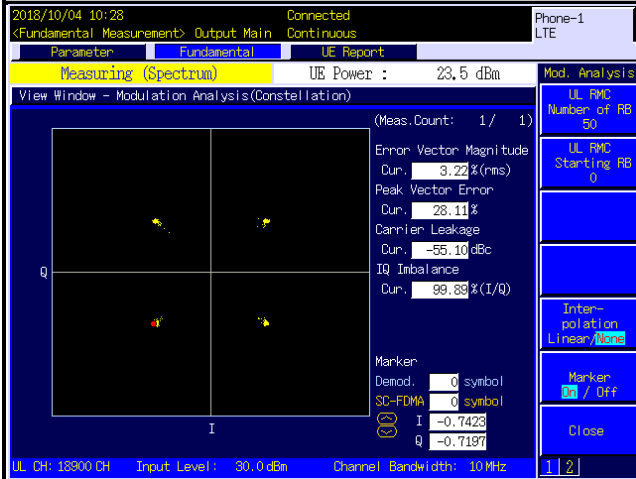 2018/10/04 10:28 Connected Phone-1
<Fundamental Measurement> Output Main Continuous LTE
Parameter Fundamental UE Report
Measuring (Spectrum) UE Power : 23.5 dBm Mod. Analysis
View Window - Modulation Analysis(Constellation)
UL RMC
Number of RB
50
(Meas.Count: 1/ 1)
Error Vector Magnitude
Cur. 3.22 %(rms)
UL RMC
Starting RB
0
Peak Vector Error
Cur. 28.11 %
Carrier Leakage
Cur. -55.10 dBc
IQ Imbalance
Cur. 99.89 %(I/Q)
Q
Inter-
polation
Linear/None
Marker
Demod. 0 symbol
SC-FDMA 0 symbol
I -0.7423
Q -0.7197
Marker
On / Off
I
Close
UL CH: 18900 CH Input Level: 30.0 dBm Channel Bandwidth: 10 MHz 1 2